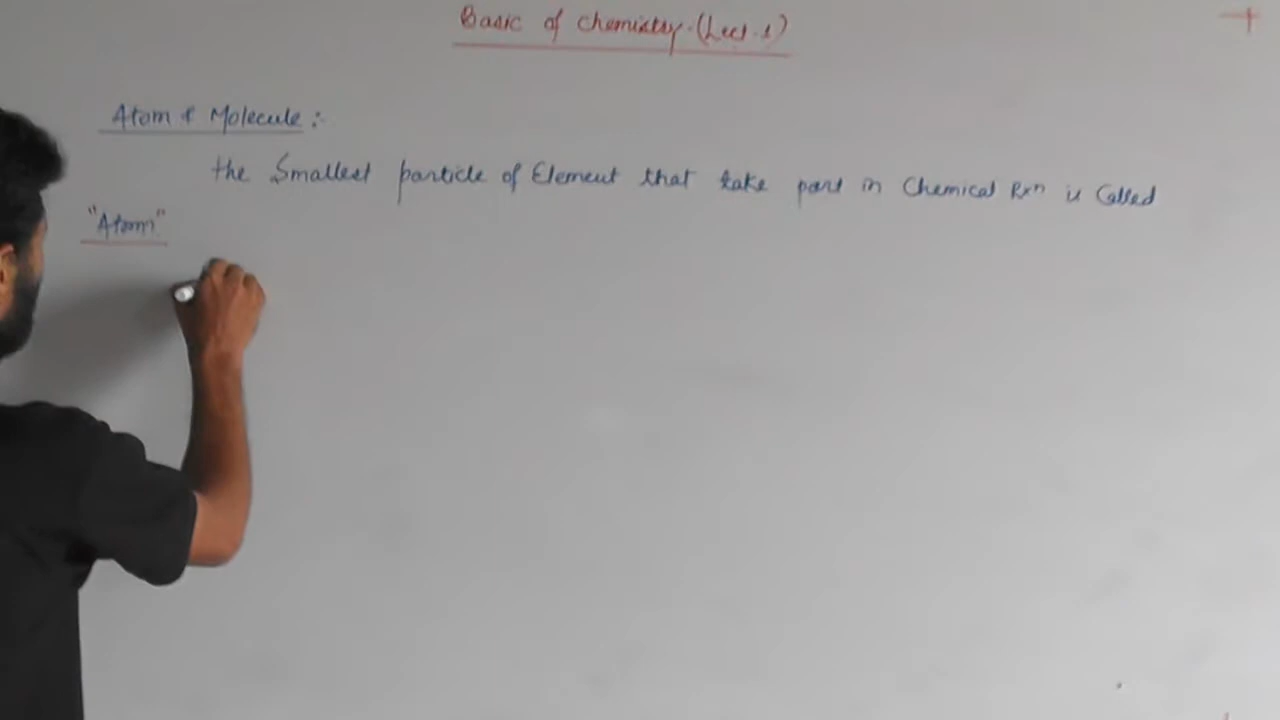 Basic of chemistry.(Lect.1)
Atom & Molecule :-
the Smallest particle of Element that take part in Chemical Rxn is Called
"Atom"